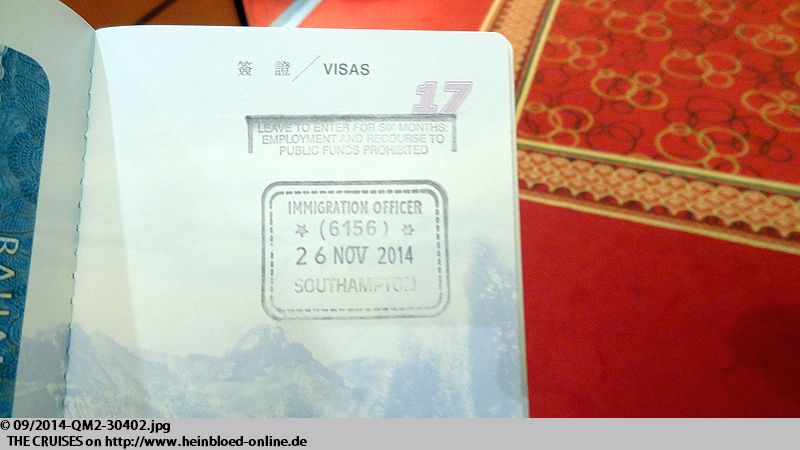 簽 證 / VISAS
17
LEAVE TO ENTER FOR SIX MONTHS:
EMPLOYMENT AND RECOURSE TO
PUBLIC FUNDS PROHIBITED
IMMIGRATION OFFICER
(6156)
26 NOV 2014
SOUTHAMPTON
© 09/2014-QM2-30402.jpg
THE CRUISES on http://www.heinbloed-online.de